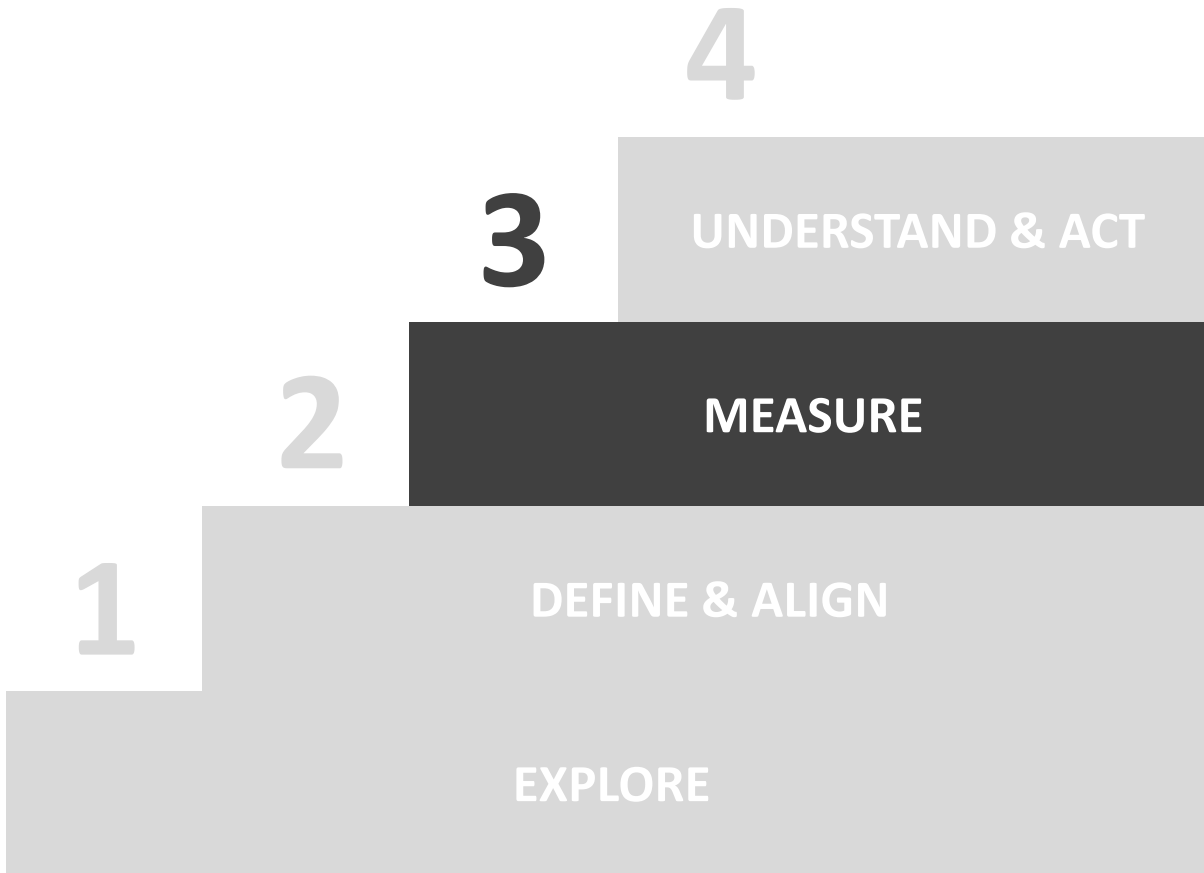 4
3
UNDERSTAND & ACT
2
MEASURE
1
DEFINE & ALIGN
EXPLORE